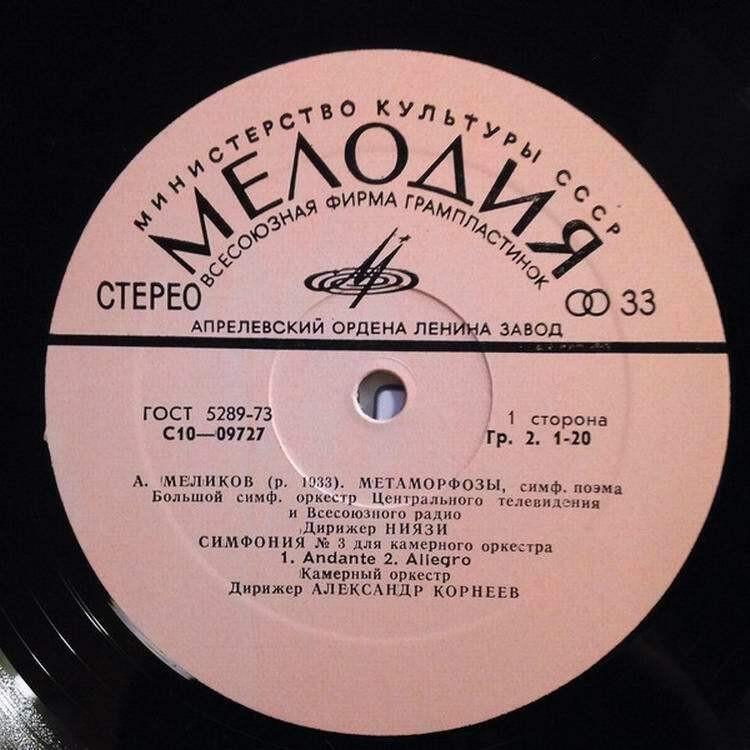 МИНИСТЕРСТВО КУЛЬТУРЫ СССР
МЕЛОДИЯ
ВСЕСОЮЗНАЯ ФИРМА ГРАМПЛАСТИНОК
СТЕРЕО
33
АПРЕЛЕВСКИЙ ОРДЕНА ЛЕНИНА ЗАВОД
ГОСТ 5289-73
С10—09727
1 сторона
Гр. 2. 1-20
А. МЕЛИКОВ (р. 1933). МЕТАМОРФОЗЫ, симф. поэма
Большой симф. оркестр Центрального телевидения
и Всесоюзного радио
Дирижер НИЯЗИ
СИМФОНИЯ № 3 для камерного оркестра
1. Andante 2. Allegro
Камерный оркестр
Дирижер АЛЕКСАНДР КОРНЕЕВ